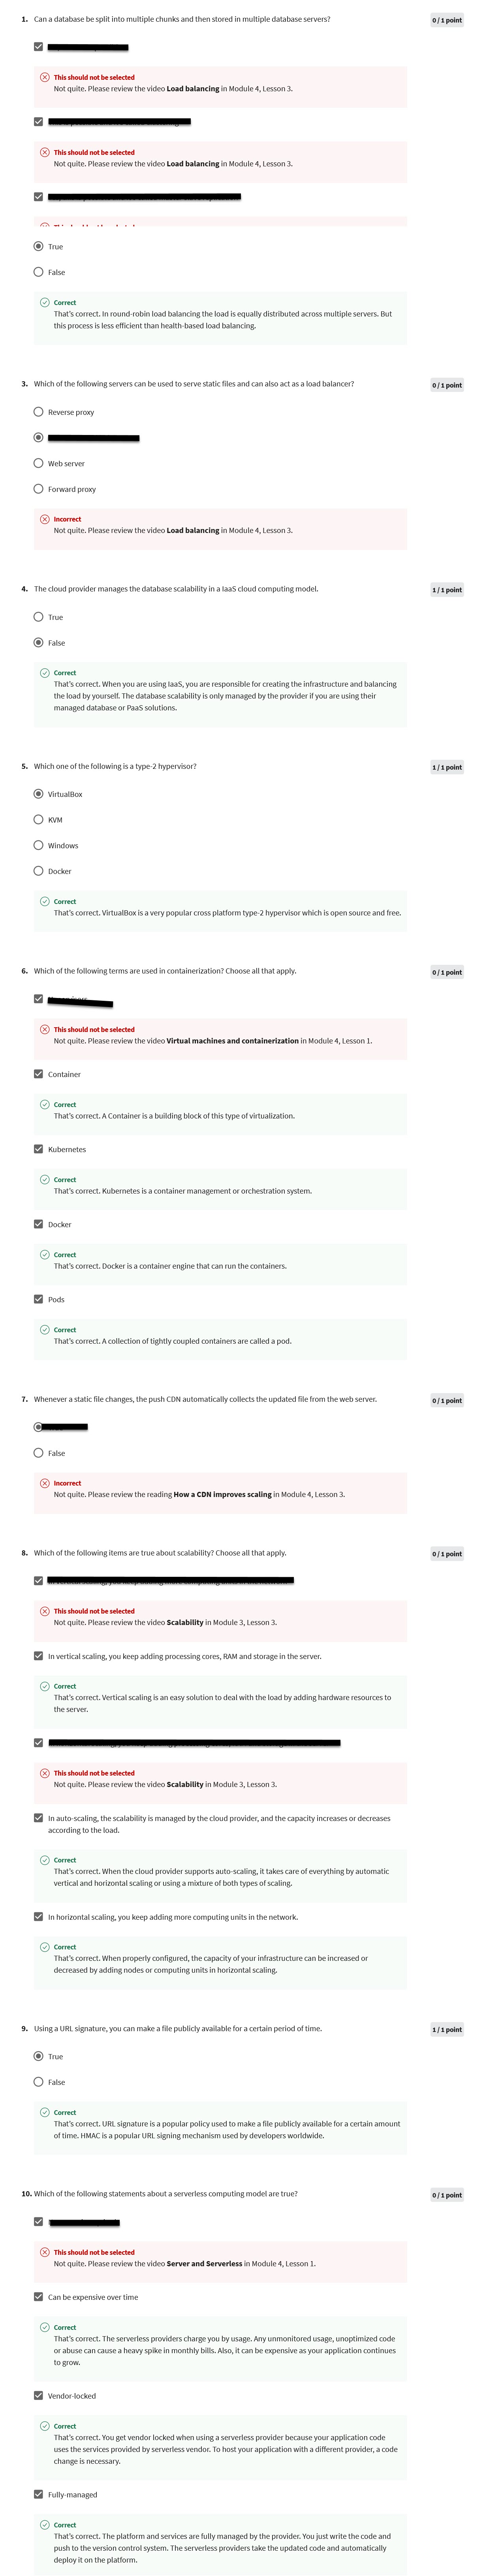 1. Can a database be split into multiple chunks and then stored in multiple database servers?
0 / 1 point
This should not be selected
Not quite. Please review the video Load balancing in Module 4, Lesson 3.
This should not be selected
Not quite. Please review the video Load balancing in Module 4, Lesson 3.
True
False
Correct
That's correct. In round-robin load balancing the load is equally distributed across multiple servers. But
this process is less efficient than health-based load balancing.
3. Which of the following servers can be used to serve static files and can also act as a load balancer?
0 / 1 point
Reverse proxy
Web server
Forward proxy
Incorrect
Not quite. Please review the video Load balancing in Module 4, Lesson 3.
4. The cloud provider manages the database scalability in a IaaS cloud computing model.
1 / 1 point
True
False
Correct
That's correct. When you are using IaaS, you are responsible for creating the infrastructure and balancing
the load by yourself. The database scalability is only managed by the provider if you are using their
managed database or PaaS solutions.
5. Which one of the following is a type-2 hypervisor?
1 / 1 point
VirtualBox
KVM
Windows
Docker
Correct
That's correct. VirtualBox is a very popular cross platform type-2 hypervisor which is open source and free.
6. Which of the following terms are used in containerization? Choose all that apply.
0 / 1 point
This should not be selected
Not quite. Please review the video Virtual machines and containerization in Module 4, Lesson 1.
Container
Correct
That's correct. A Container is a building block of this type of virtualization.
Kubernetes
Correct
That's correct. Kubernetes is a container management or orchestration system.
Docker
Correct
That's correct. Docker is a container engine that can run the containers.
Pods
Correct
That's correct. A collection of tightly coupled containers are called a pod.
7. Whenever a static file changes, the push CDN automatically collects the updated file from the web server.
0 / 1 point
False
Incorrect
Not quite. Please review the reading How a CDN improves scaling in Module 4, Lesson 3.
8. Which of the following items are true about scalability? Choose all that apply.
0 / 1 point
This should not be selected
Not quite. Please review the video Scalability in Module 3, Lesson 3.
In vertical scaling, you keep adding processing cores, RAM and storage in the server.
Correct
That's correct. Vertical scaling is an easy solution to deal with the load by adding hardware resources to
the server.
This should not be selected
Not quite. Please review the video Scalability in Module 3, Lesson 3.
In auto-scaling, the scalability is managed by the cloud provider, and the capacity increases or decreases
according to the load.
Correct
That's correct. When the cloud provider supports auto-scaling, it takes care of everything by automatic
vertical and horizontal scaling or using a mixture of both types of scaling.
In horizontal scaling, you keep adding more computing units in the network.
Correct
That's correct. When properly configured, the capacity of your infrastructure can be increased or
decreased by adding nodes or computing units in horizontal scaling.
9. Using a URL signature, you can make a file publicly available for a certain period of time.
1 / 1 point
True
False
Correct
That's correct. URL signature is a popular policy used to make a file publicly available for a certain amount
of time. HMAC is a popular URL signing mechanism used by developers worldwide.
10. Which of the following statements about a serverless computing model are true?
0 / 1 point
This should not be selected
Not quite. Please review the video Server and Serverless in Module 4, Lesson 1.
Can be expensive over time
Correct
That's correct. The serverless providers charge you by usage. Any unmonitored usage, unoptimized code
or abuse can cause a heavy spike in monthly bills. Also, it can be expensive as your application continues
to grow.
Vendor-locked
Correct
That's correct. You get vendor locked when using a serverless provider because your application code
uses the services provided by serverless vendor. To host your application with a different provider, a code
change is necessary.
Fully-managed
Correct
That's correct. The platform and services are fully managed by the provider. You just write the code and
push to the version control system. The serverless providers take the updated code and automatically
deploy it on the platform.